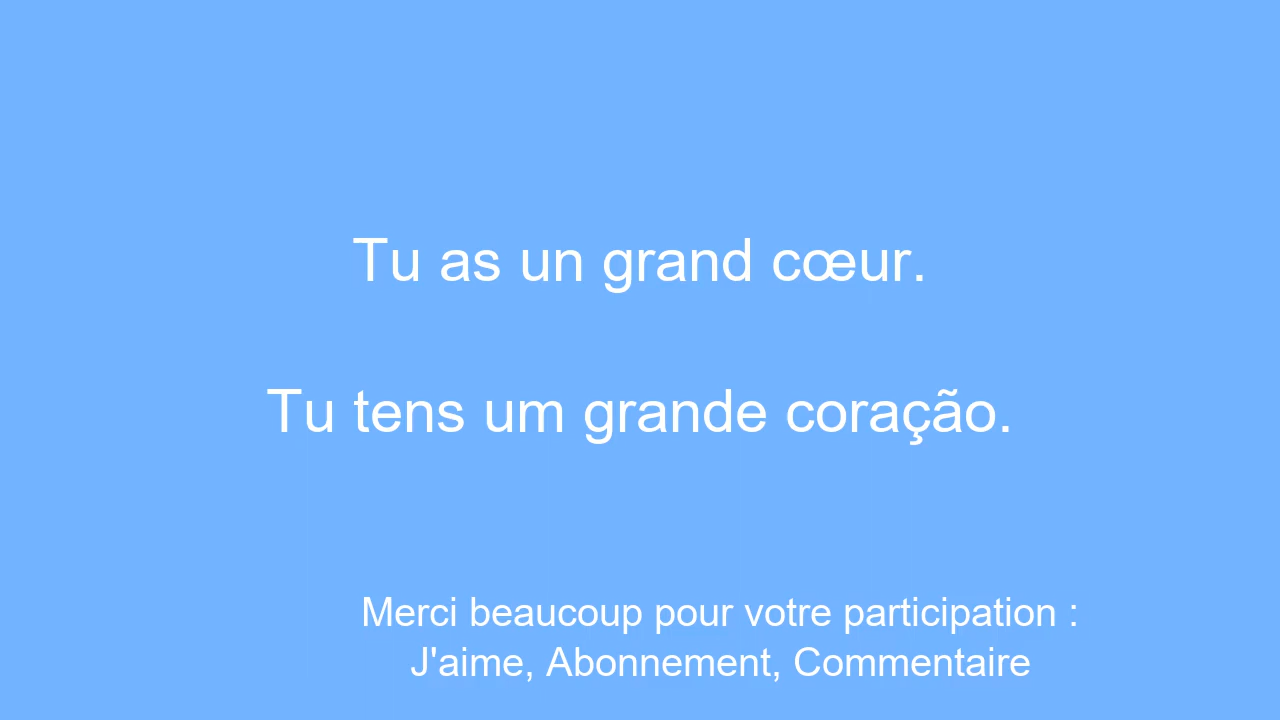 Tu as un grand cœur.
Tu tens um grande coração.
Merci beaucoup pour votre participation :
J'aime, Abonnement, Commentaire